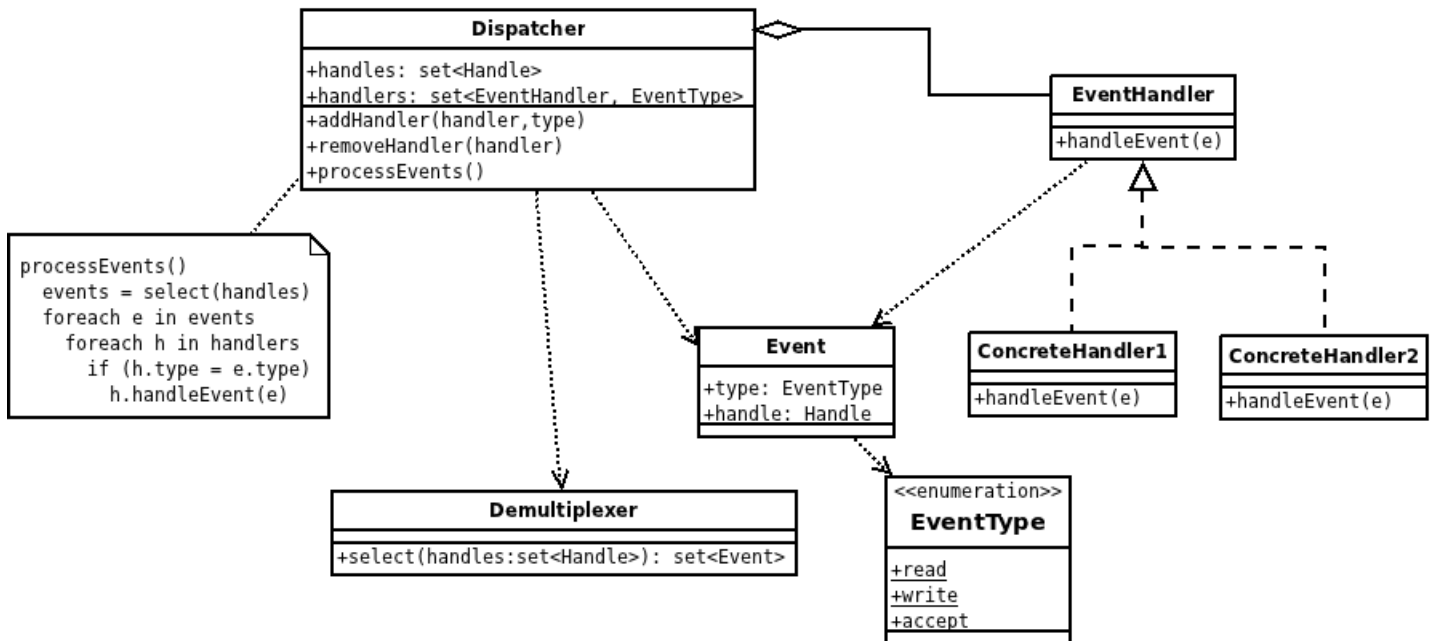 Dispatcher
+handles: set<Handle>
+handlers: set<EventHandler, EventType>
+addHandler(handler,type)
+removeHandler(handler)
+processEvents()
EventHandler
+handleEvent(e)
processEvents()
events = select(handles)
foreach e in events
foreach h in handlers
if (h.type = e.type)
h.handleEvent(e)
Event
+type: EventType
+handle: Handle
ConcreteHandler1
+handleEvent(e)
ConcreteHandler2
+handleEvent(e)
Demultiplexer
+select(handles:set<Handle>): set<Event>
<<enumeration>>
EventType
+read
+write
+accept